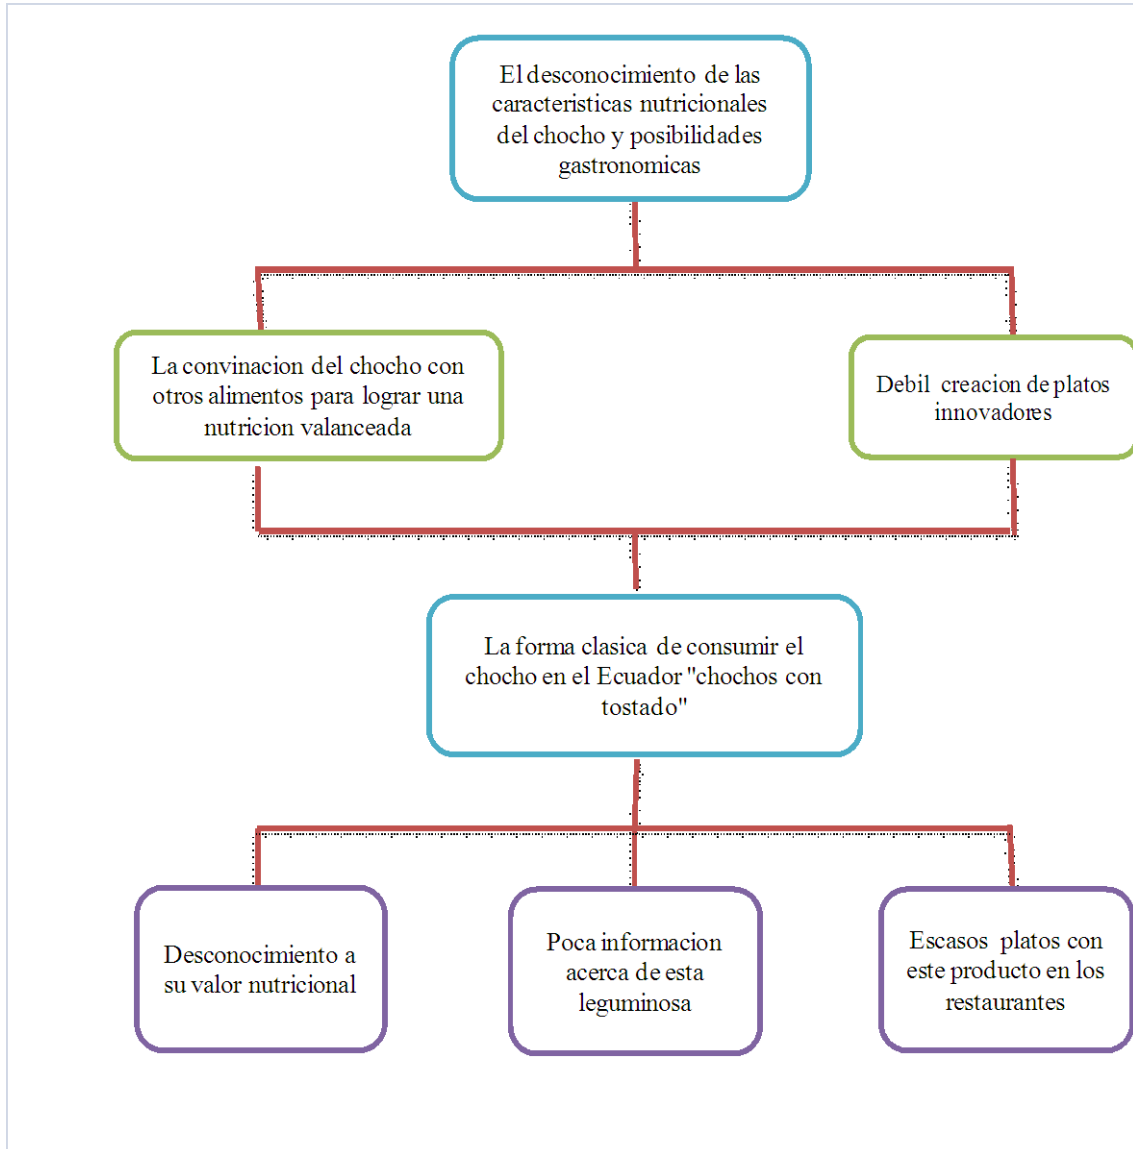 El desconocimiento de las
caracteristicas nutricionales
del chocho y posibilidades
gastronomicas
La convinacion del chocho con
otros alimentos para lograr una
nutricion valanceada
Debil creacion de platos
innovadores
La forma clasica de consumir el
chocho en el Ecuador "chochos con
tostado"
Desconocimiento a
su valor nutricional
Poca informacion
acerca de esta
leguminosa
Escasos platos con
este producto en los
restaurantes